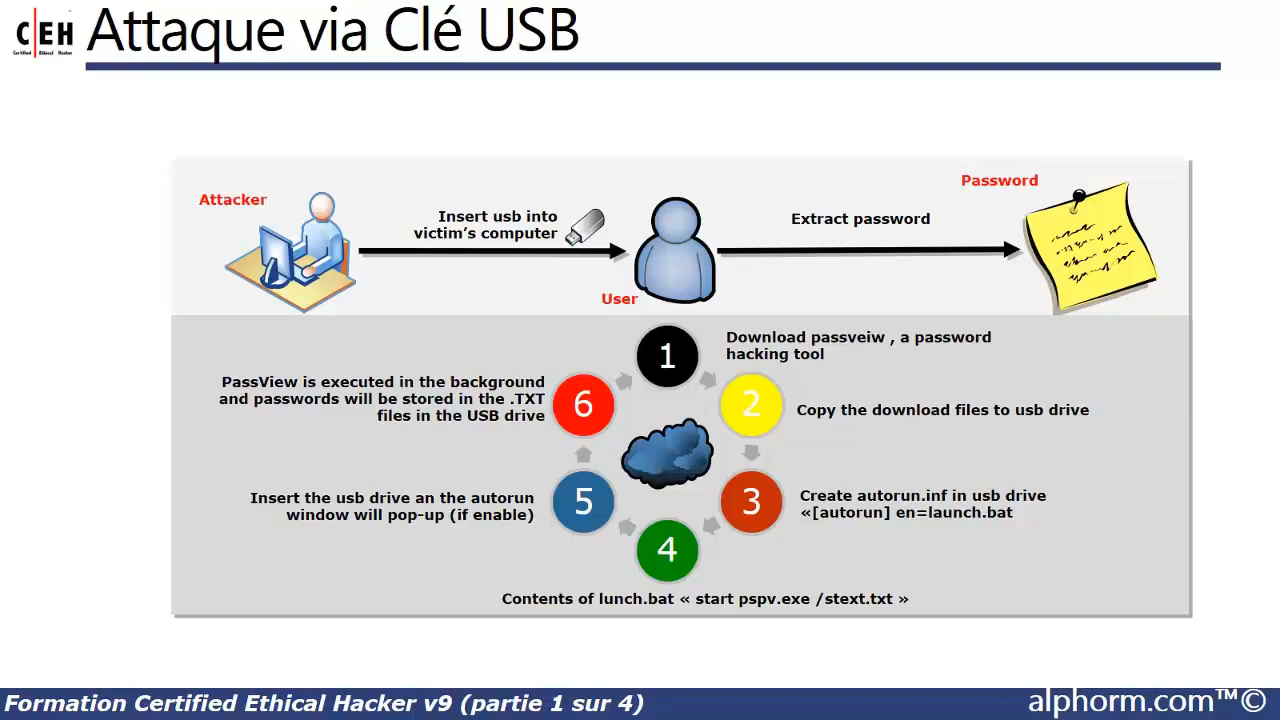 C|EH
Certified Ethical Hacker
Attaque via Clé USB
Attacker
Insert usb into
victim's computer
User
Extract password
Password
1
Download passveiw , a password
hacking tool
2
Copy the download files to usb drive
3
Create autorun.inf in usb drive
«[autorun] en=launch.bat
4
Contents of lunch.bat « start pspv.exe /stext.txt »
5
Insert the usb drive an the autorun
window will pop-up (if enable)
6
PassView is executed in the background
and passwords will be stored in the .TXT
files in the USB drive
Formation Certified Ethical Hacker v9 (partie 1 sur 4)
alphorm.com™©